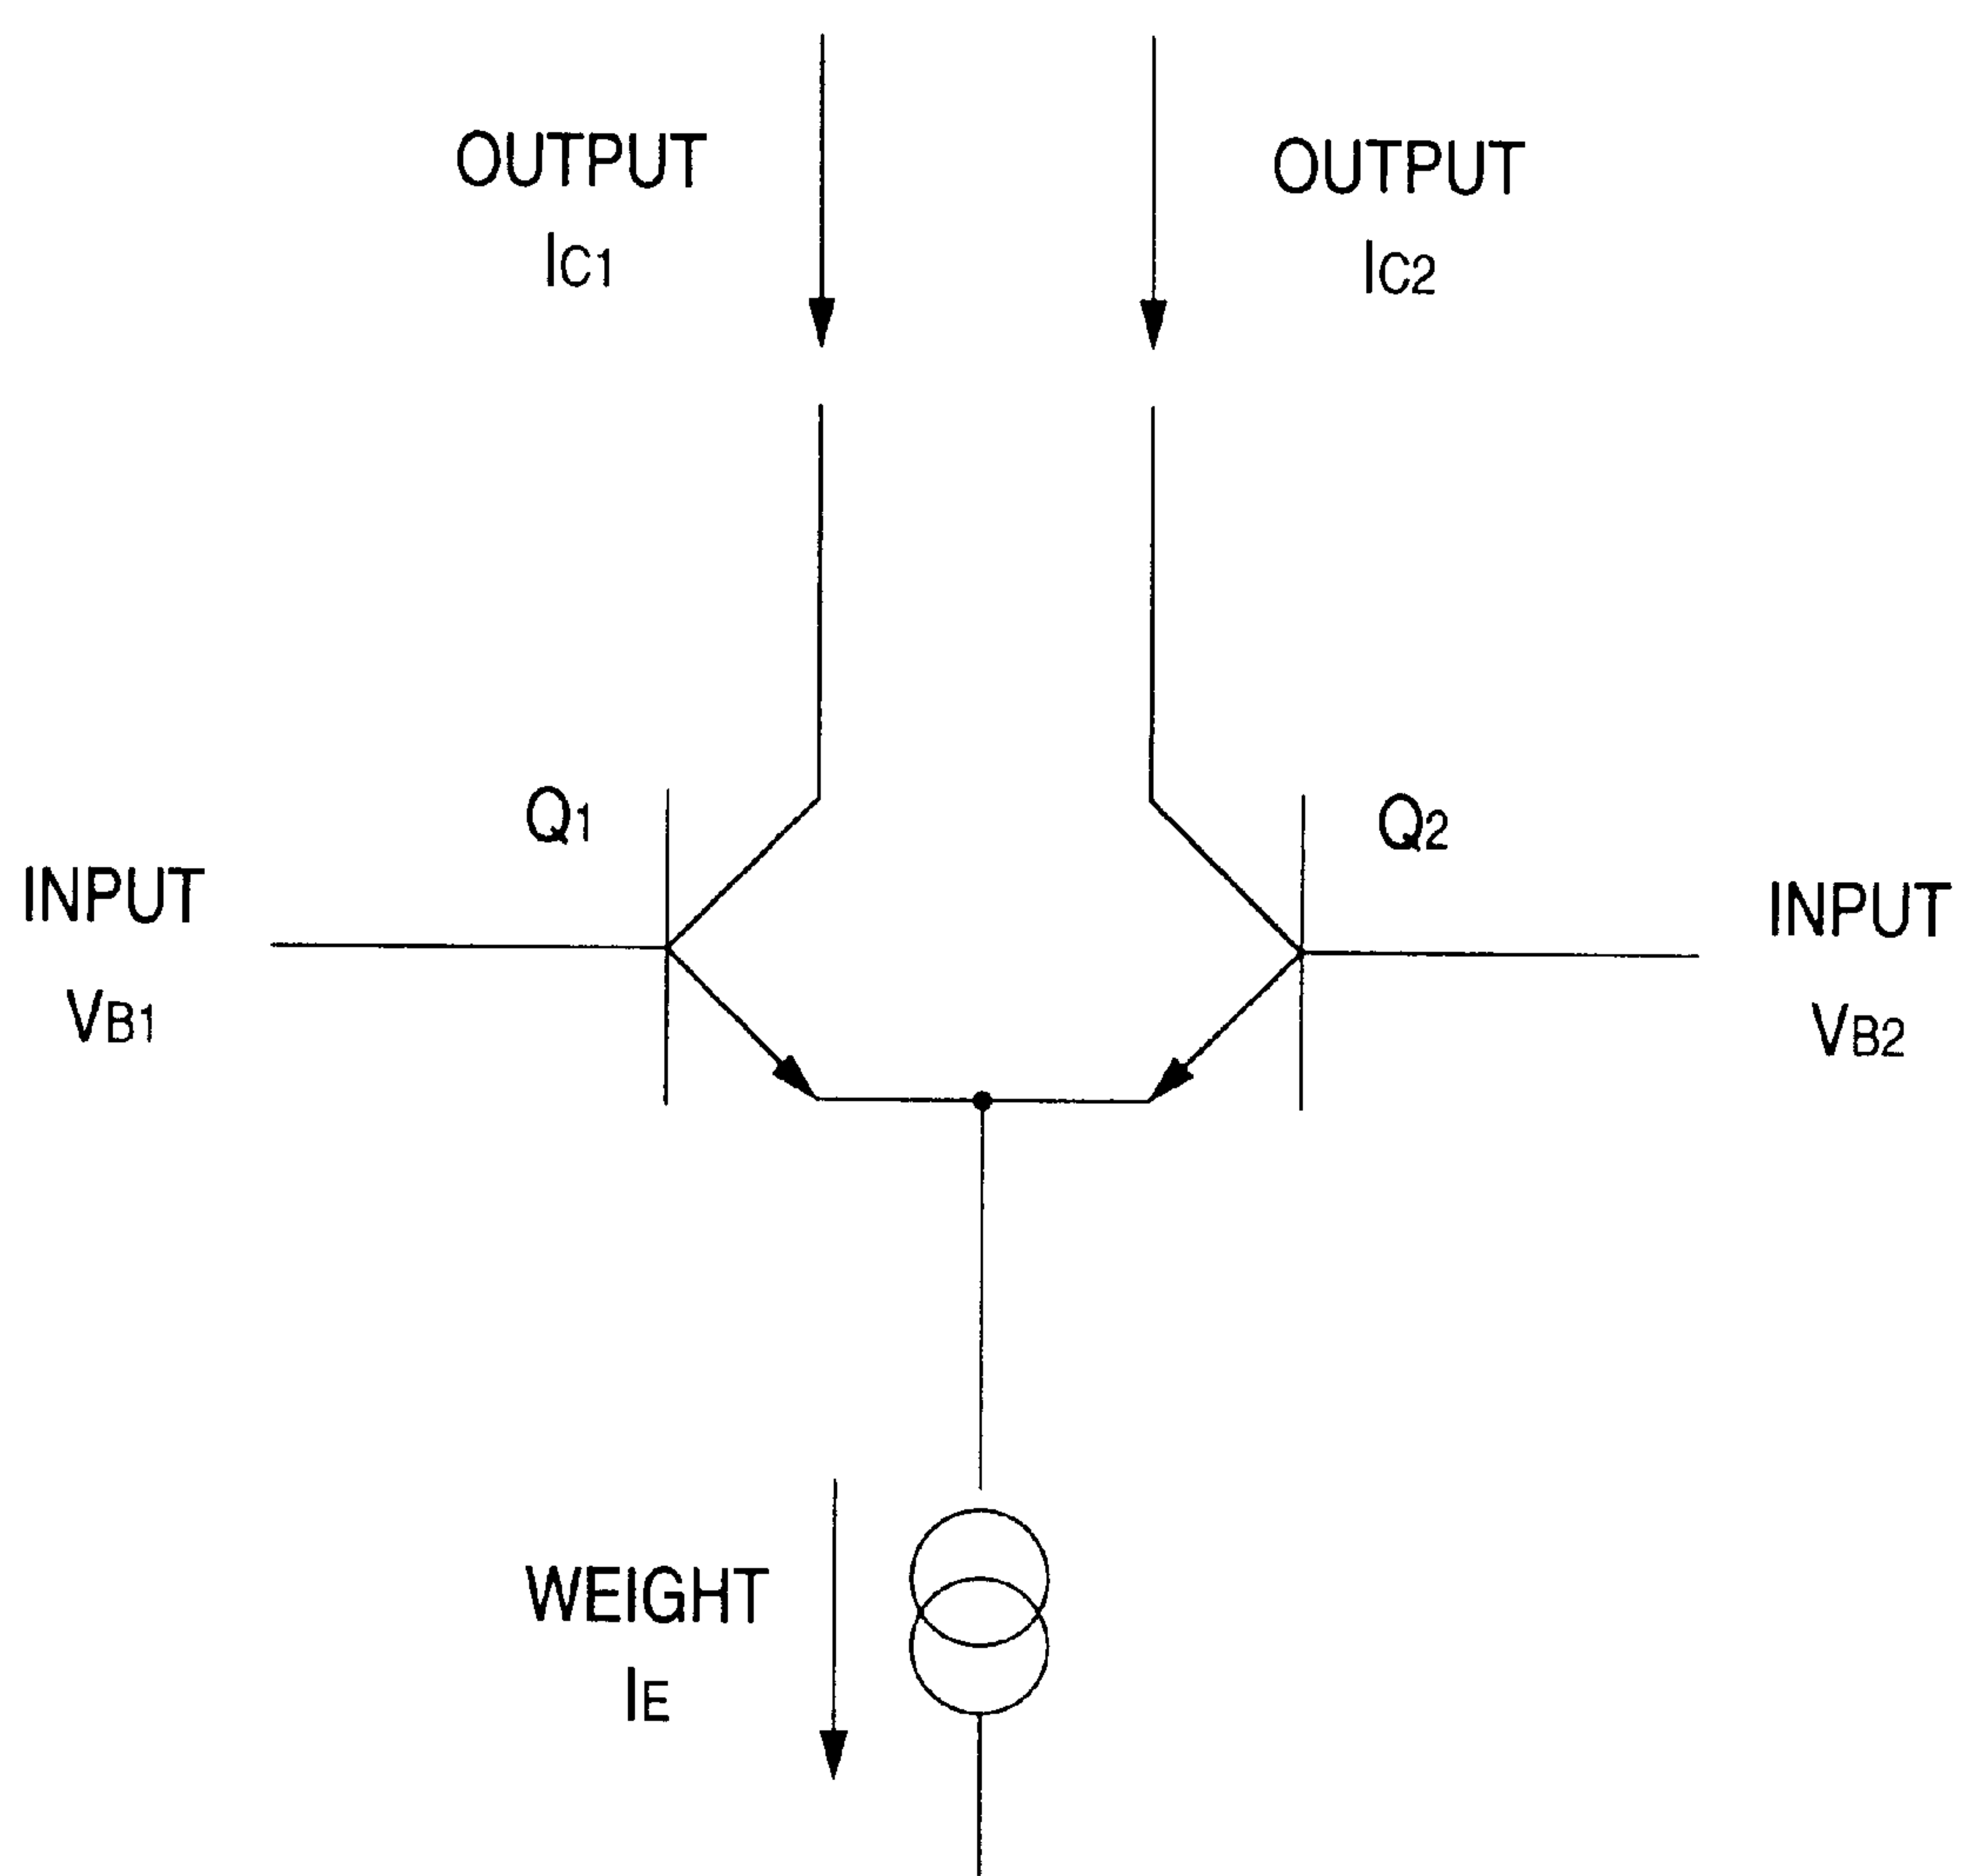 OUTPUT
IC1
OUTPUT
IC2
Q1
Q2
INPUT
VB1
INPUT
VB2
WEIGHT
IE